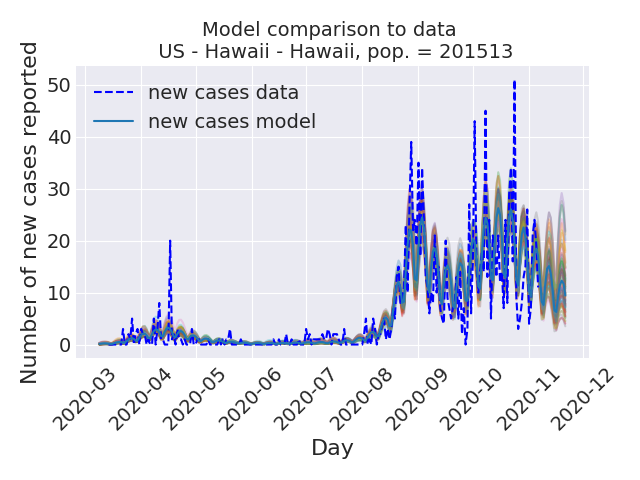 Model comparison to data
US - Hawaii - Hawaii, pop. = 201513
Number of new cases reported
50
40
30
20
10
0
new cases data
new cases model
2020-03
2020-04
2020-05
2020-06
2020-07
2020-08
2020-09
2020-10
2020-11
2020-12
Day